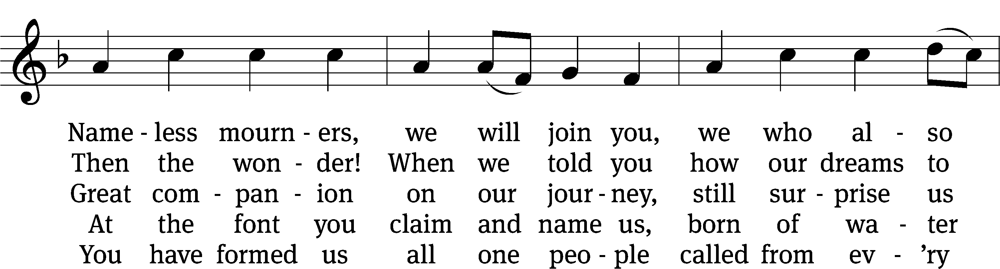 Name - less mourn - ers, we will join you, we who al - so
Then the won - der! When we told you how our dreams to
Great com - pan - ion on our jour - ney, still sur - prise us
At the font you claim and name us, born of wa - ter
You have formed us all one peo - ple called from ev - ’ry